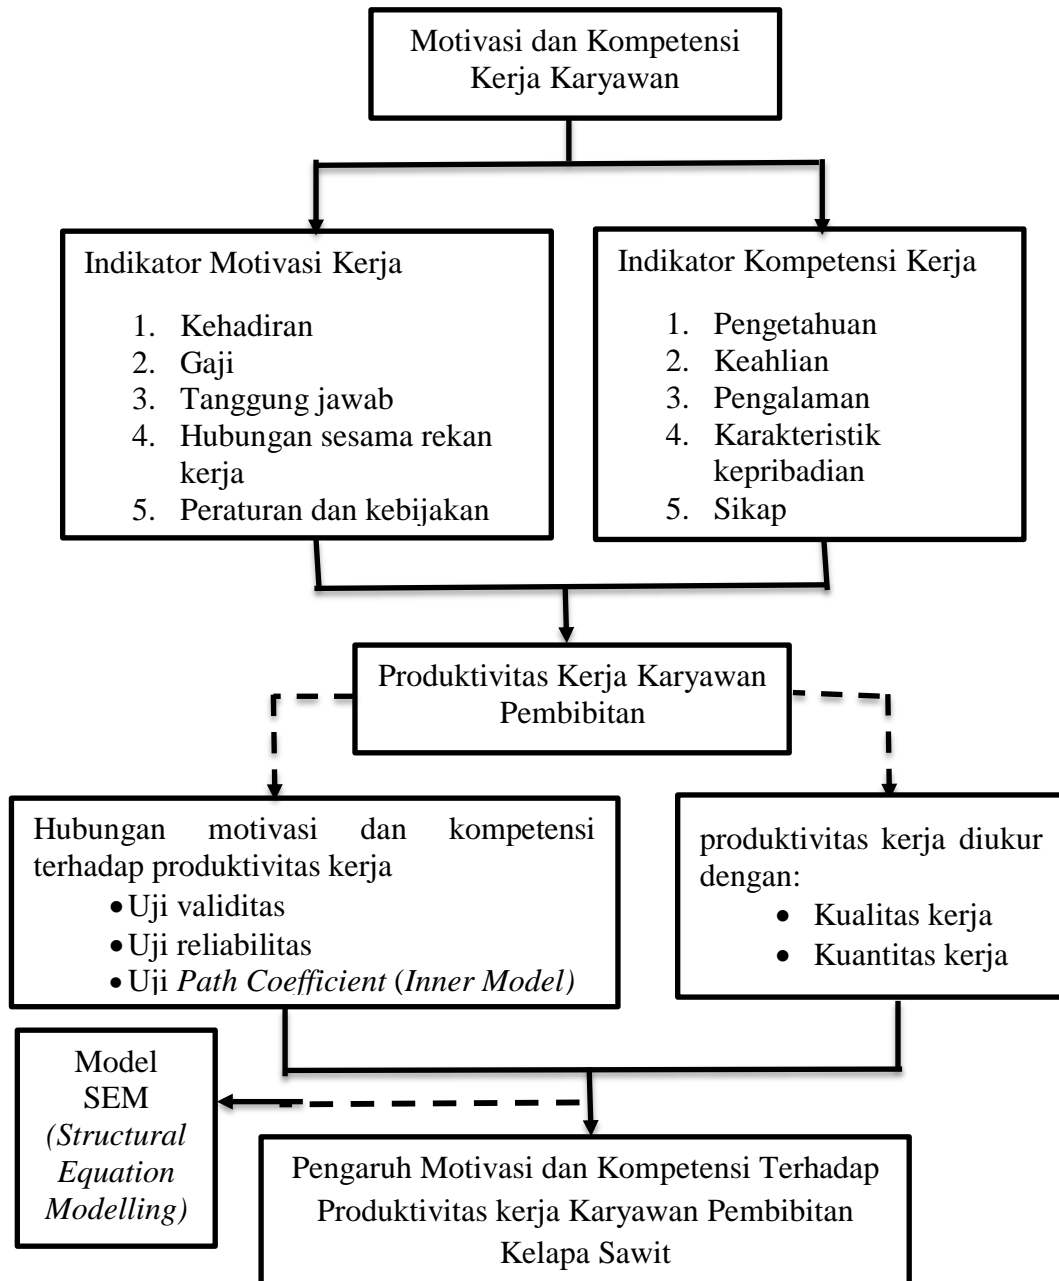 Motivasi dan Kompetensi
Kerja Karyawan
Indikator Motivasi Kerja
1. Kehadiran
2. Gaji
3. Tanggung jawab
4. Hubungan sesama rekan
kerja
5. Peraturan dan kebijakan
Indikator Kompetensi Kerja
1. Pengetahuan
2. Keahlian
3. Pengalaman
4. Karakteristik
kepribadian
5. Sikap
Produktivitas Kerja Karyawan
Pembibitan
Hubungan motivasi dan kompetensi
terhadap produktivitas kerja
• Uji validitas
• Uji reliabilitas
• Uji Path Coefficient (Inner Model)
produktivitas kerja diukur
dengan:
• Kualitas kerja
• Kuantitas kerja
Model
SEM
(Structural
Equation
Modelling)
Pengaruh Motivasi dan Kompetensi Terhadap
Produktivitas kerja Karyawan Pembibitan
Kelapa Sawit